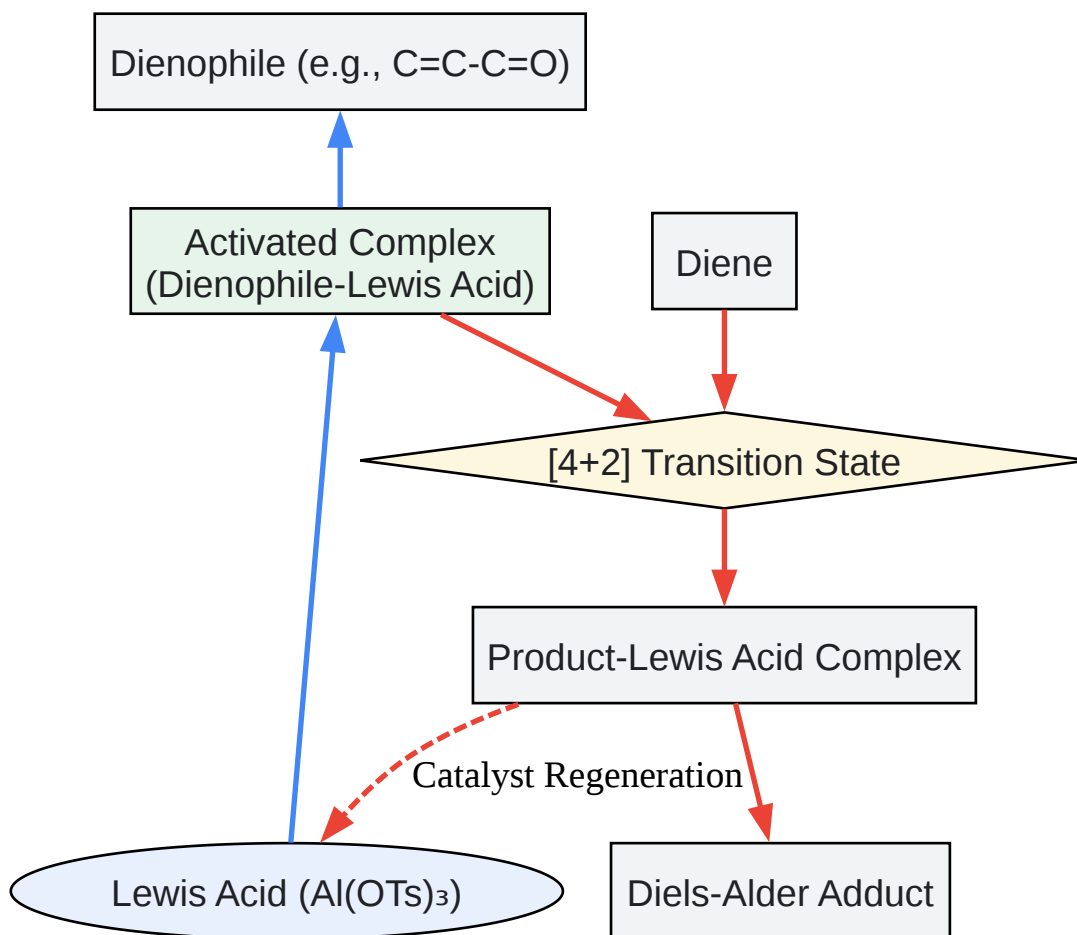 Dienophile (e.g., C=C-C=O)
Activated Complex
(Dienophile-Lewis Acid)
Diene
[4+2] Transition State
Product-Lewis Acid Complex
Catalyst Regeneration
Lewis Acid (Al(OTs)₃)
Diels-Alder Adduct